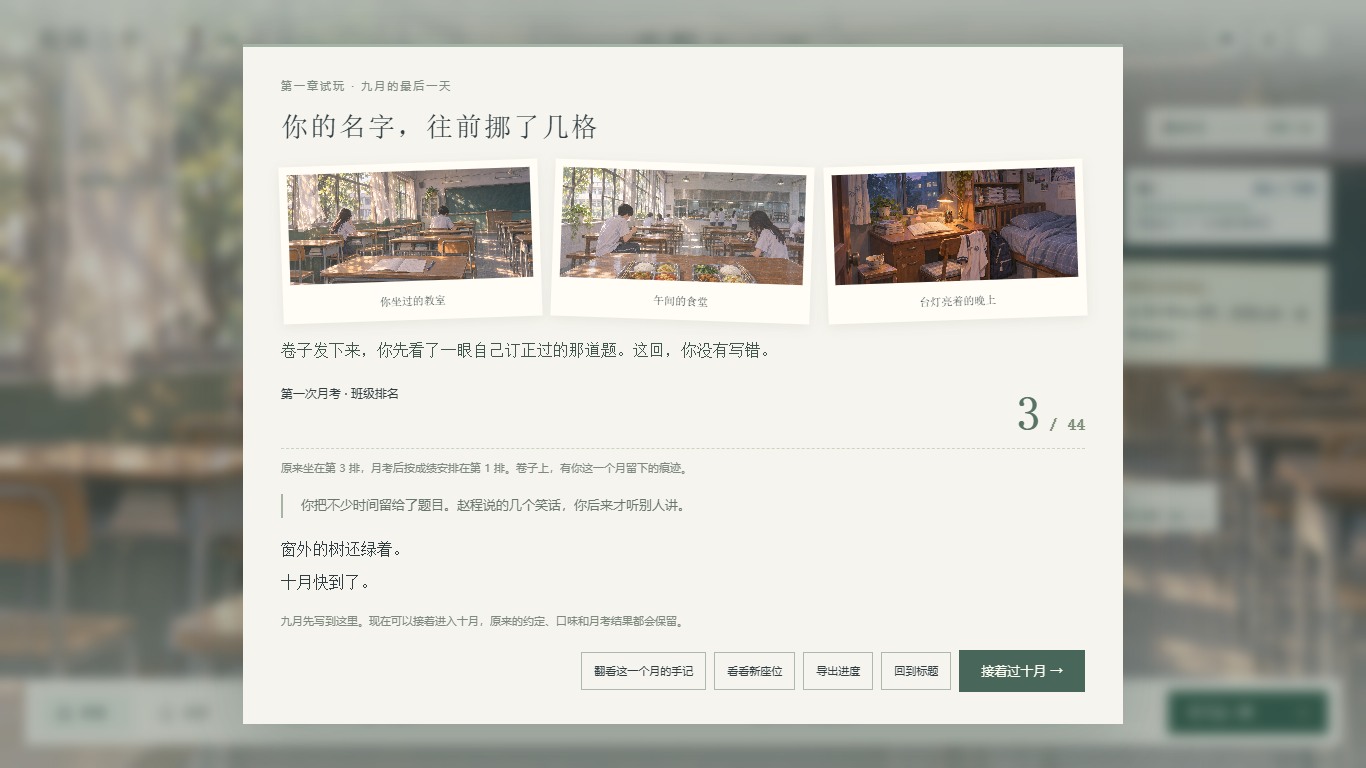 第一章试玩 · 九月的最后一天
你的名字，往前挪了几格
你坐过的教室
午间的食堂
台灯亮着的晚上
卷子发下来，你先看了一眼自己订正过的那道题。这回，你没有写错。
第一次月考 · 班级排名
3 / 44
原来坐在第 3 排，月考后按成绩安排在第 1 排。卷子上，有你这一个月留下的痕迹。
你把不少时间留给了题目。赵程说的几个笑话，你后来才听别人讲。
窗外的树还绿着。
十月快到了。
九月先写到这里。现在可以接着进入十月，原来的约定、口味和月考结果都会保留。
翻看这一个月的手记
看看新座位
导出进度
回到标题
接着过十月 →